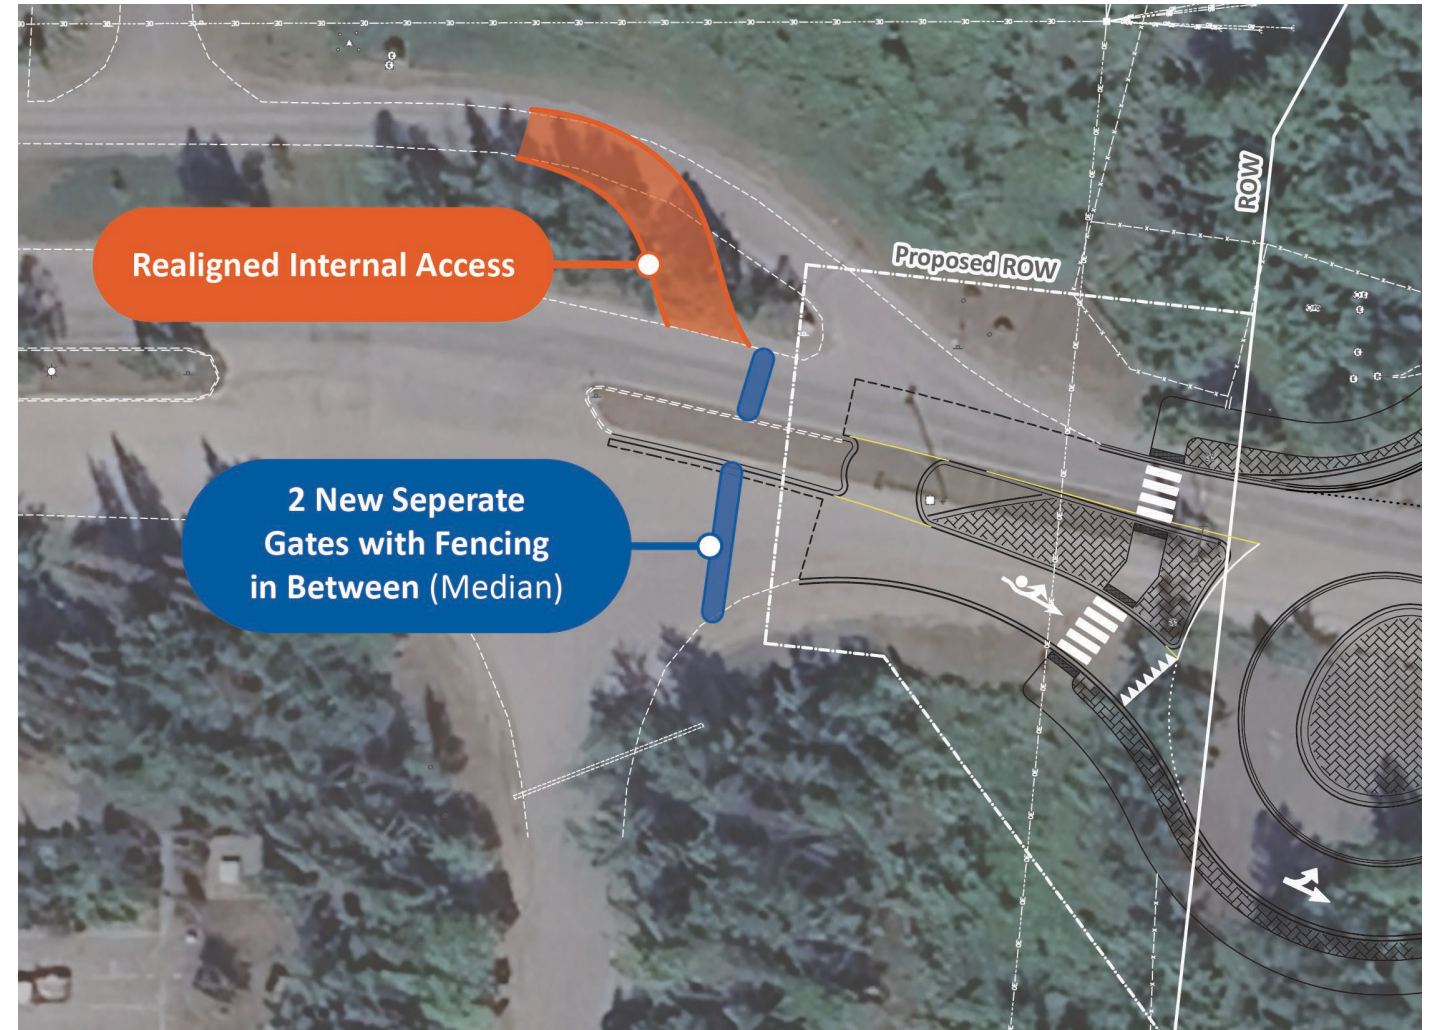 ROW
Proposed ROW
Realigned Internal Access
2 New Seperate
Gates with Fencing
in Between (Median)